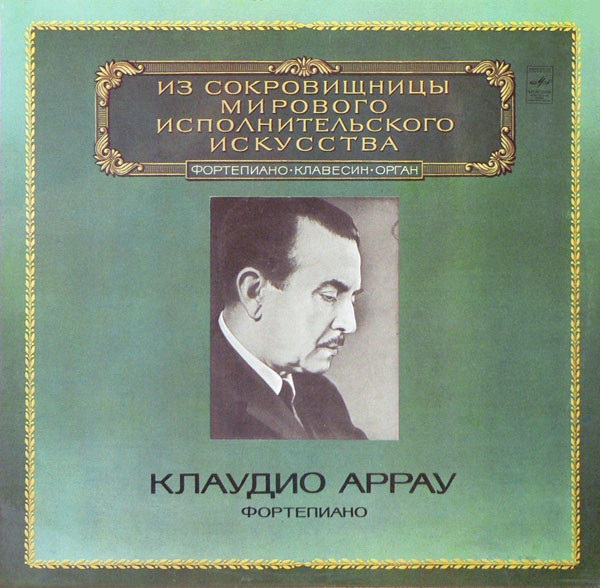 ИЗ СОКРОВИЩНИЦЫ
МИРОВОГО
ИСПОЛНИТЕЛЬСКОГО
ИСКУССТВА
ФОРТЕПИАНО·КЛАВЕСИН·ОРГАН
КЛАУДИО АРРАУ
ФОРТЕПИАНО